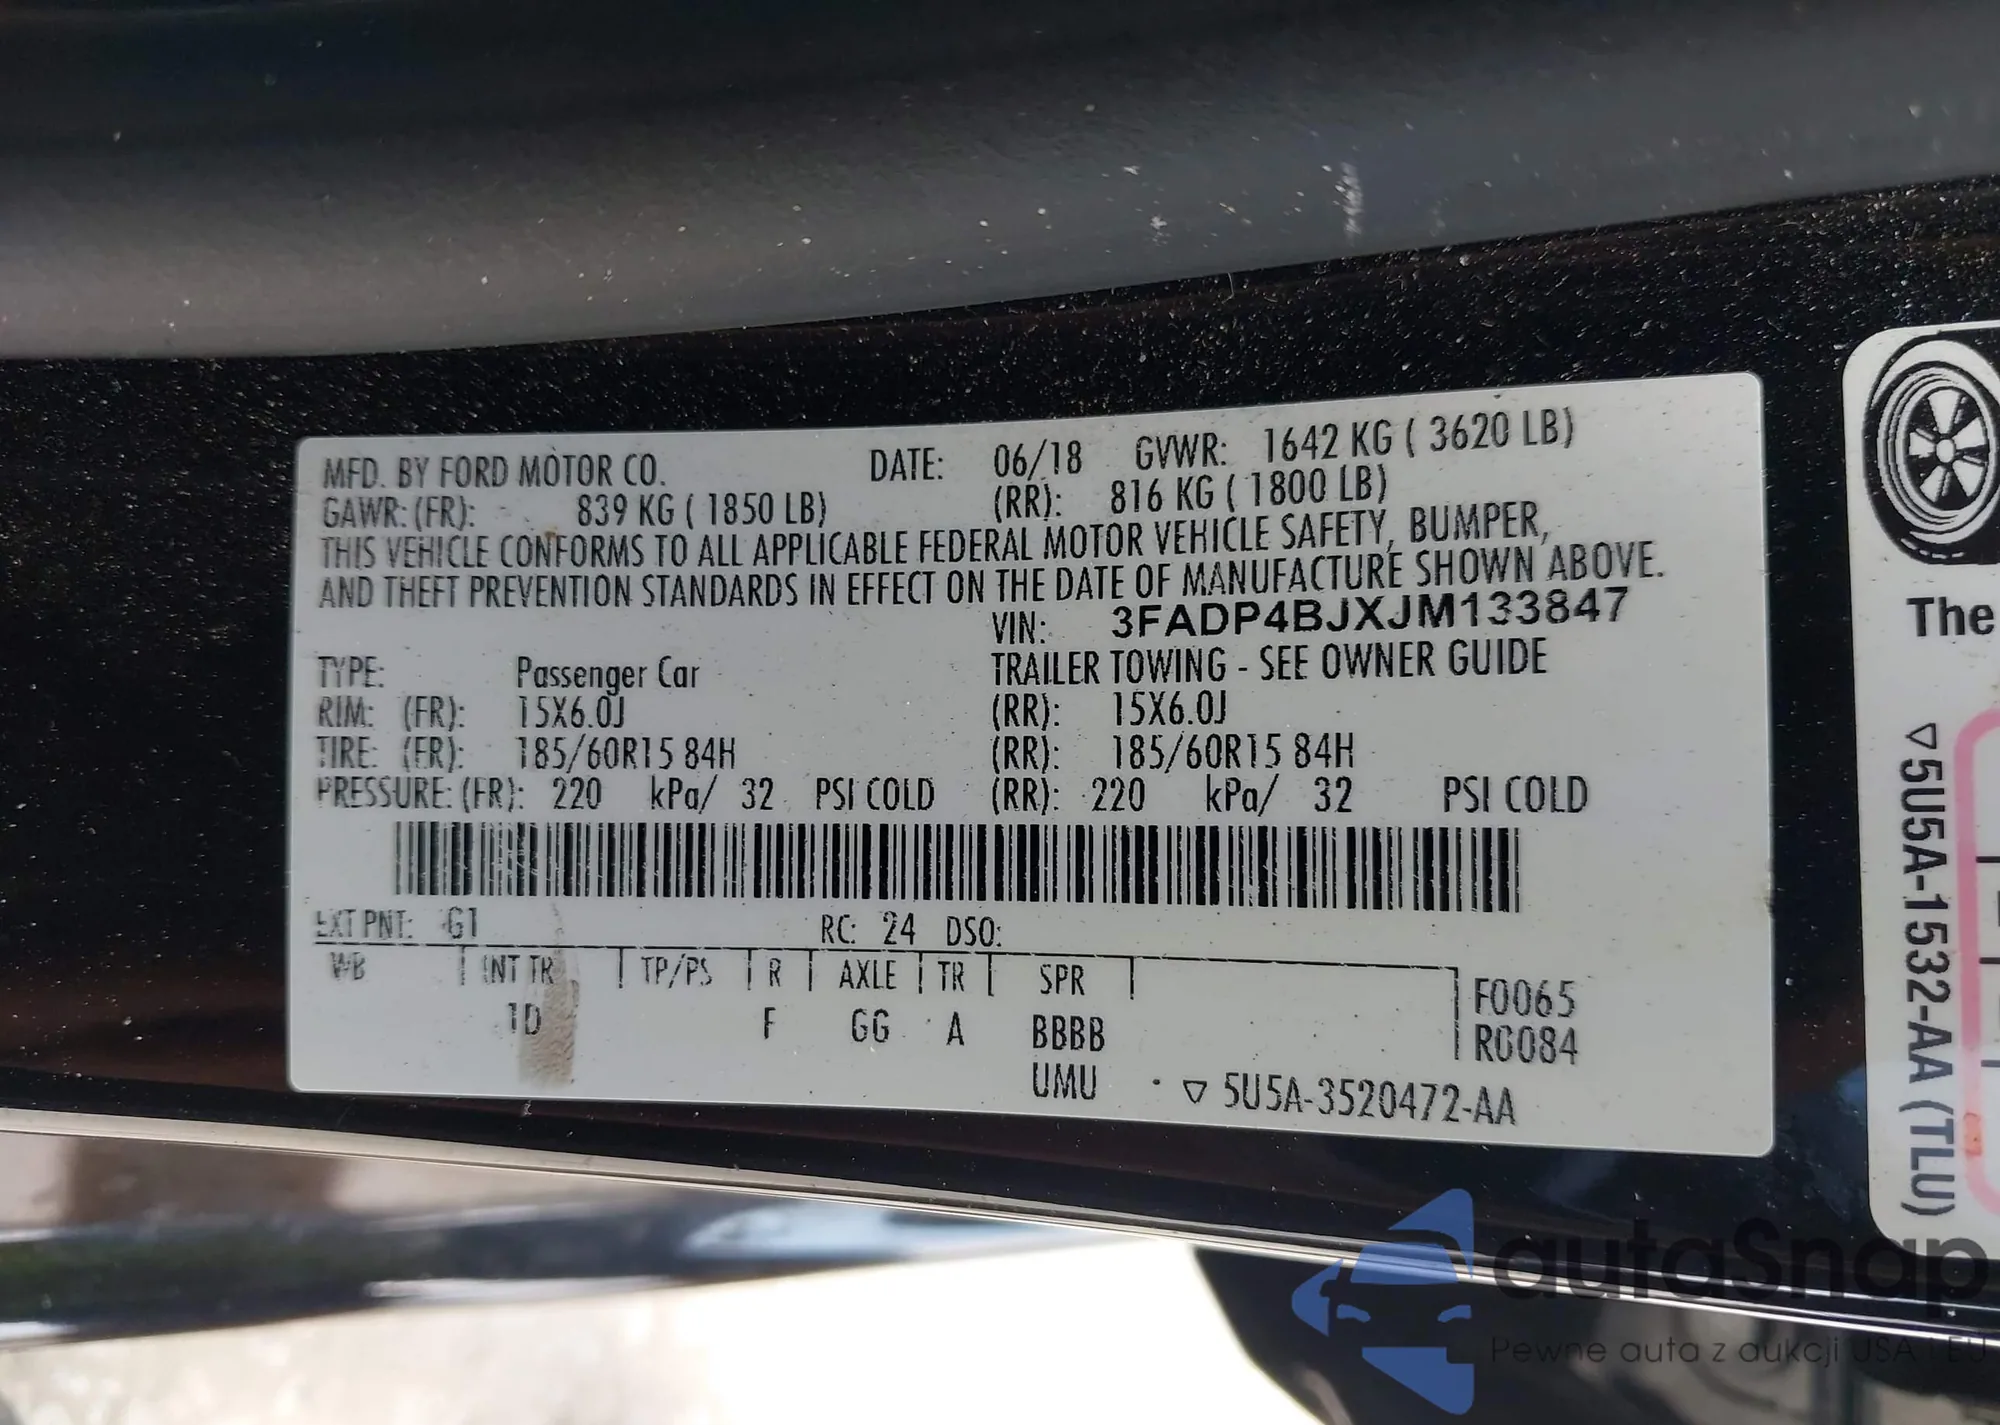 MFD. BY FORD MOTOR CO. DATE: 06/18 GVWR: 1642 KG ( 3620 LB)
GAWR: (FR): 839 KG ( 1850 LB) (RR): 816 KG ( 1800 LB)
THIS VEHICLE CONFORMS TO ALL APPLICABLE FEDERAL MOTOR VEHICLE SAFETY, BUMPER,
AND THEFT PREVENTION STANDARDS IN EFFECT ON THE DATE OF MANUFACTURE SHOWN ABOVE.
VIN: 3FADP4BJXJM133847
TYPE: Passenger Car TRAILER TOWING - SEE OWNER GUIDE
RIM: (FR): 15X6.0J (RR): 15X6.0J
TIRE: (FR): 185/60R15 84H (RR): 185/60R15 84H
PRESSURE: (FR): 220 kPa/ 32 PSI COLD (RR): 220 kPa/ 32 PSI COLD
EXT PNT: G1 RC: 24 DSO:
WB INT TR TP/PS R AXLE TR SPR
1D F GG A BBBB
UMU
F0065
R0084
▽ 5U5A-3520472-AA
The
▽5U5A-1532-AA (TLU)
autaSnap
Pewne auta z aukcji USA i EU